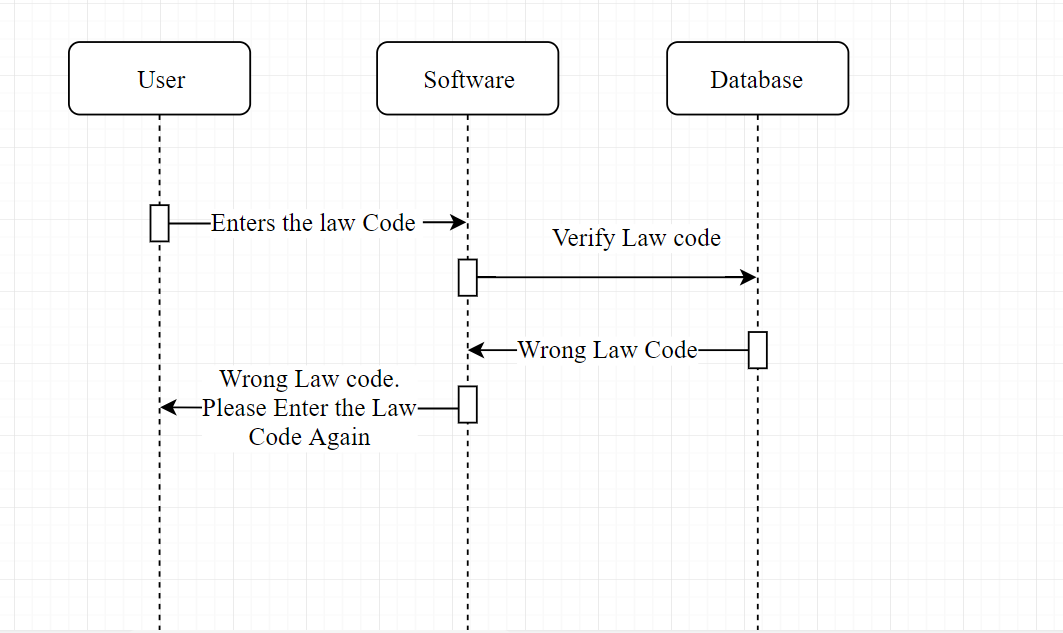 User
Software
Database
Enters the law Code
Verify Law code
Wrong Law Code
Wrong Law code.
Please Enter the Law
Code Again